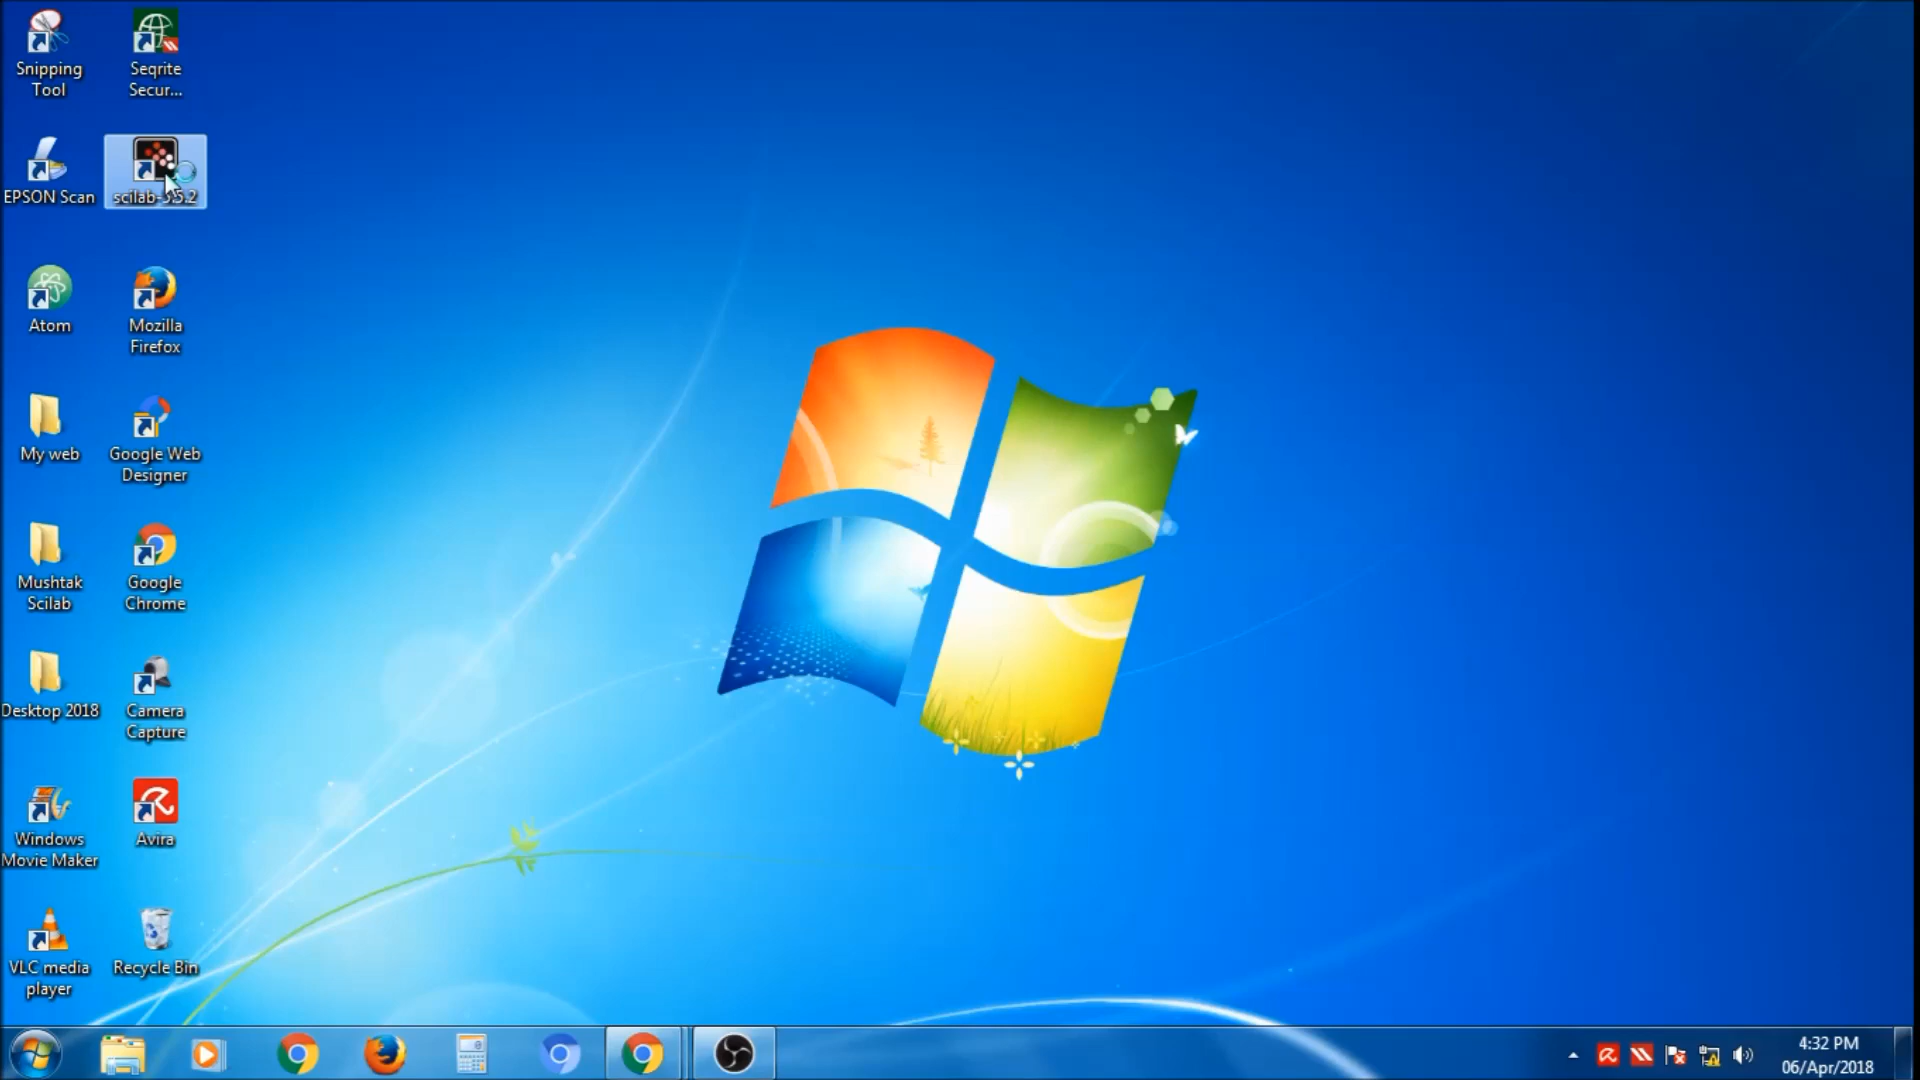 Snipping
Tool
Seqrite
Secur...
EPSON Scan
scilab-5.5.2
Atom
Mozilla
Firefox
My web
Google Web
Designer
Mushtak
Scilab
Google
Chrome
Desktop 2018
Camera
Capture
Windows
Movie Maker
Avira
VLC media
player
Recycle Bin
4:32 PM
06/Apr/2018